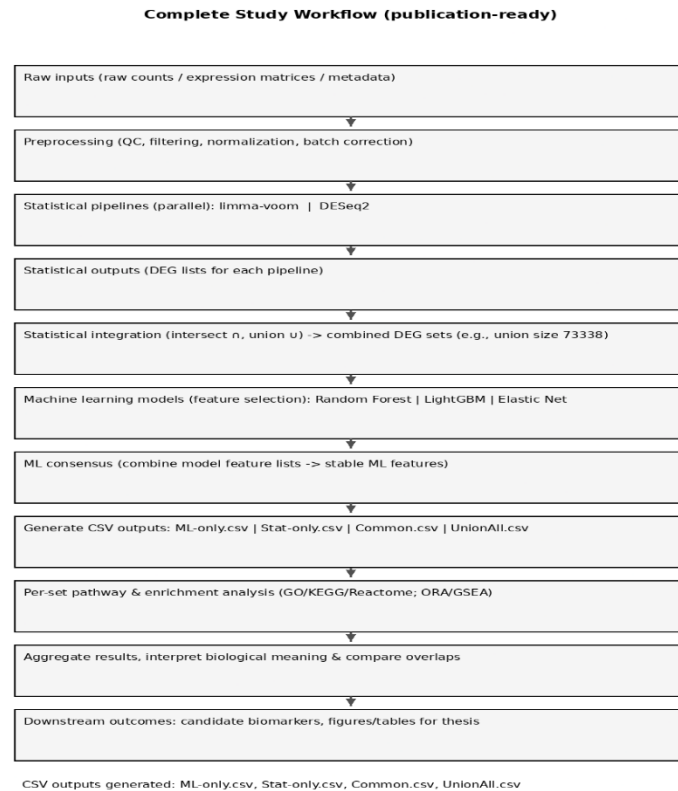 Complete Study Workflow (publication-ready)
Raw inputs (raw counts / expression matrices / metadata)
Preprocessing (QC, filtering, normalization, batch correction)
Statistical pipelines (parallel): limma-voom | DESeq2
Statistical outputs (DEG lists for each pipeline)
Statistical integration (intersect ∩, union ∪) -> combined DEG sets (e.g., union size 73338)
Machine learning models (feature selection): Random Forest | LightGBM | Elastic Net
ML consensus (combine model feature lists -> stable ML features)
Generate CSV outputs: ML-only.csv | Stat-only.csv | Common.csv | UnionAll.csv
Per-set pathway & enrichment analysis (GO/KEGG/Reactome; ORA/GSEA)
Aggregate results, interpret biological meaning & compare overlaps
Downstream outcomes: candidate biomarkers, figures/tables for thesis
CSV outputs generated: ML-only.csv, Stat-only.csv, Common.csv, UnionAll.csv